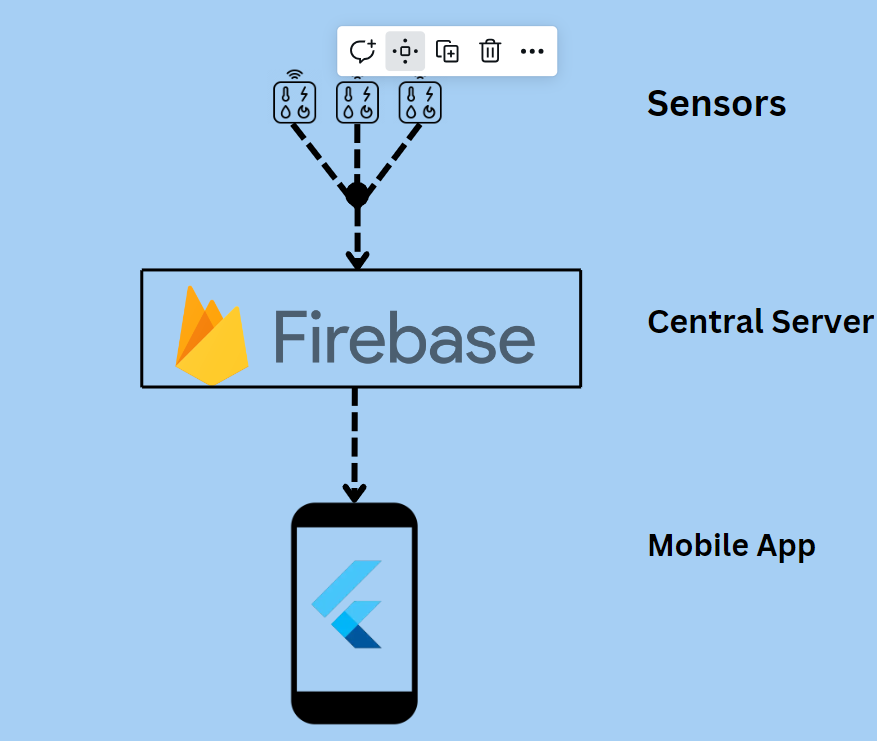 Sensors
Firebase
Central Server
Mobile App